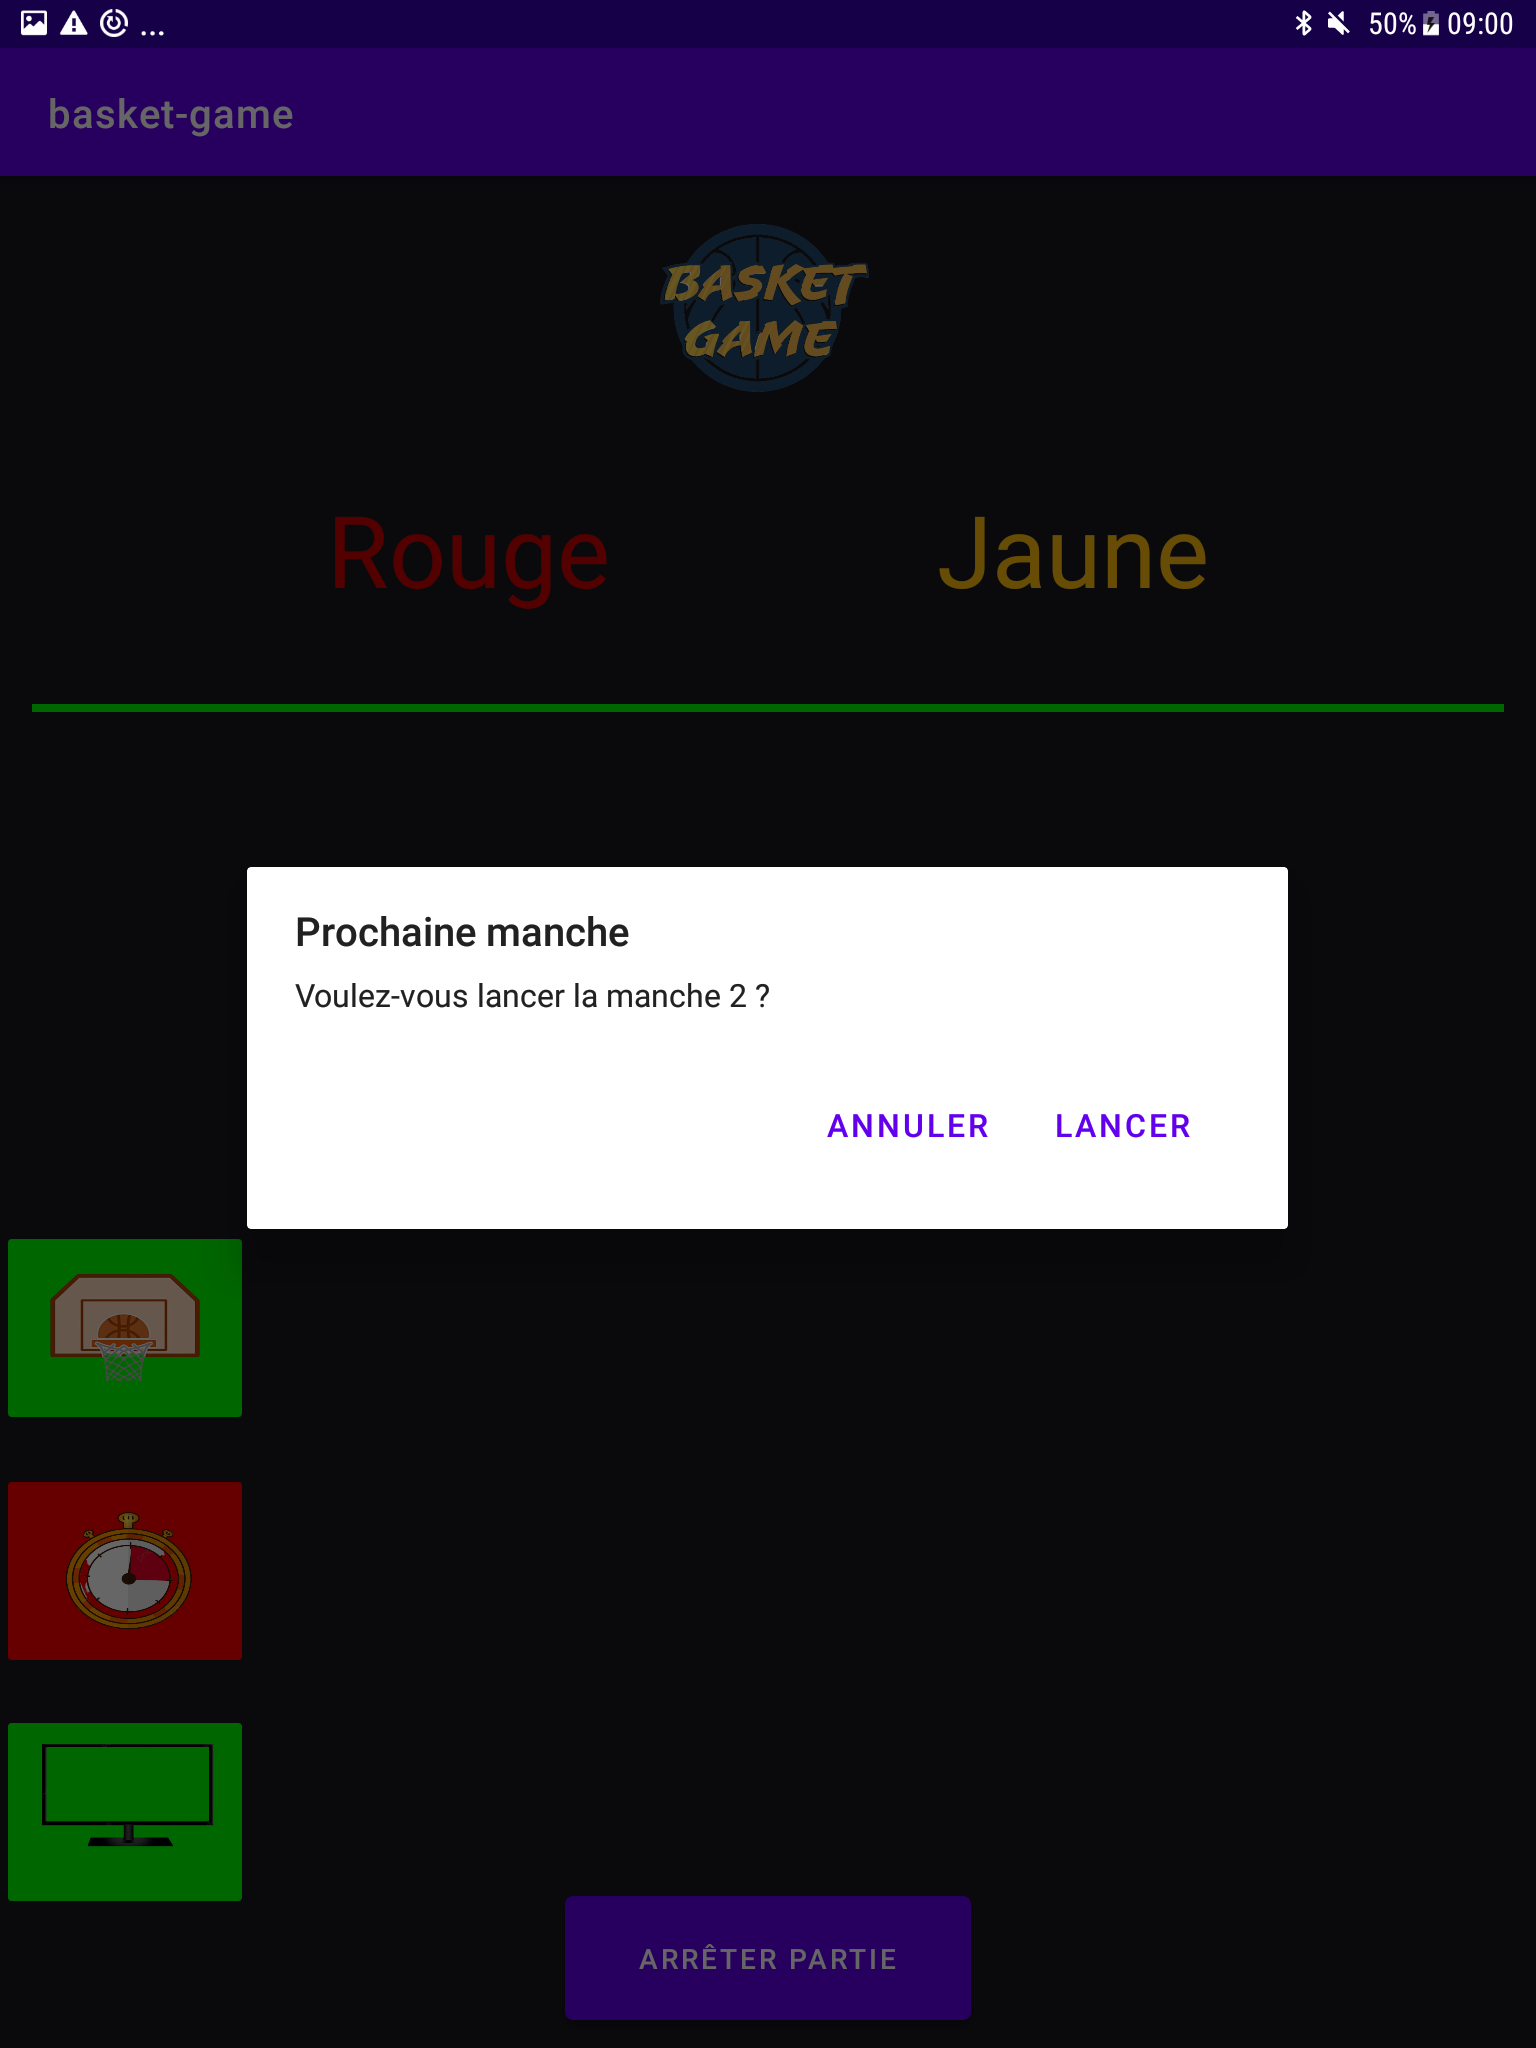 ... 50% 09:00
basket-game
BASKET
GAME
Rouge Jaune
Prochaine manche
Voulez-vous lancer la manche 2 ?
ANNULER LANCER
ARRÊTER PARTIE